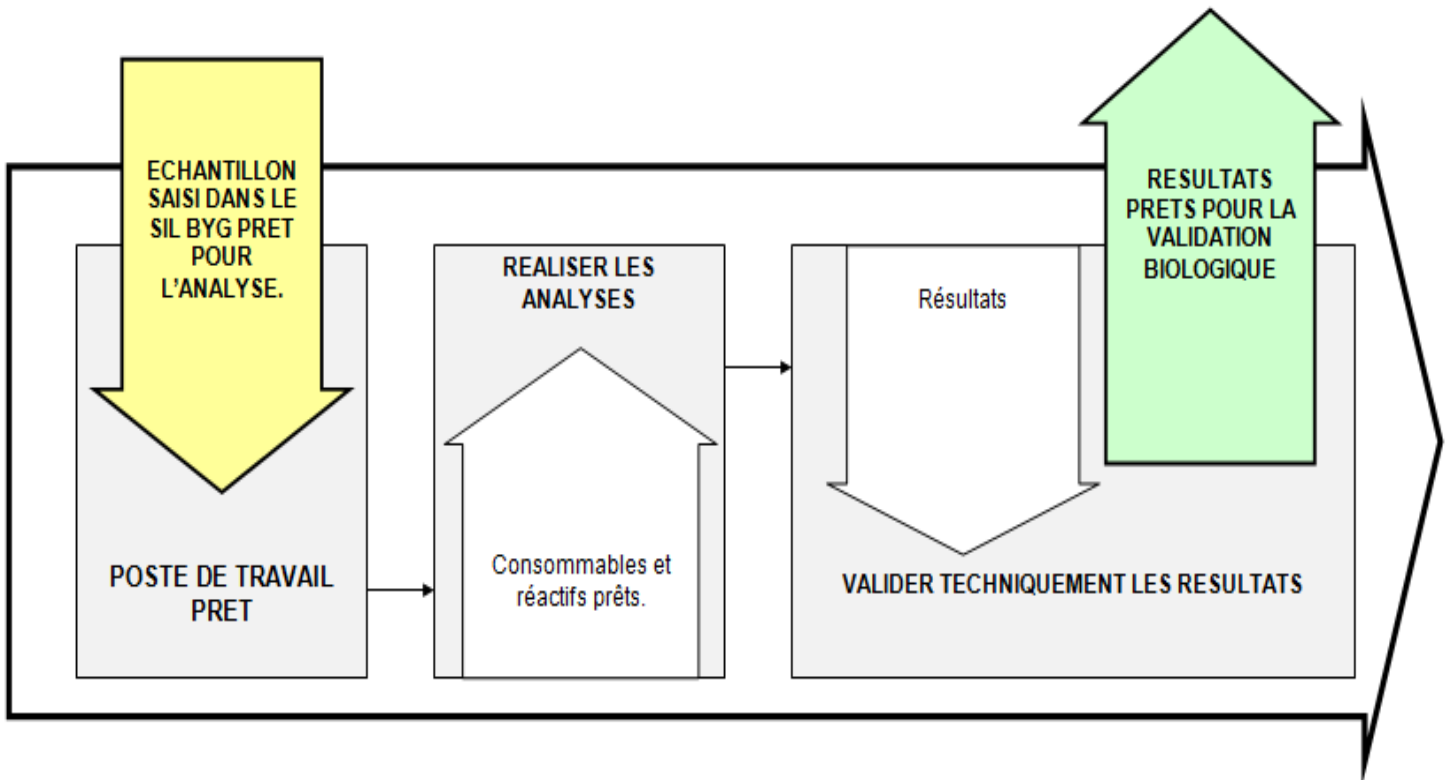 ECHANTILLON
SAISI DANS LE
SIL BYG PRET
POUR
L'ANALYSE.
POSTE DE TRAVAIL
PRET
REALISER LES
ANALYSES
Consommables et
réactifs prêts.
Résultats
VALIDER TECHNIQUEMENT LES RESULTATS
RESULTATS
PRETS POUR LA
VALIDATION
BIOLOGIQUE